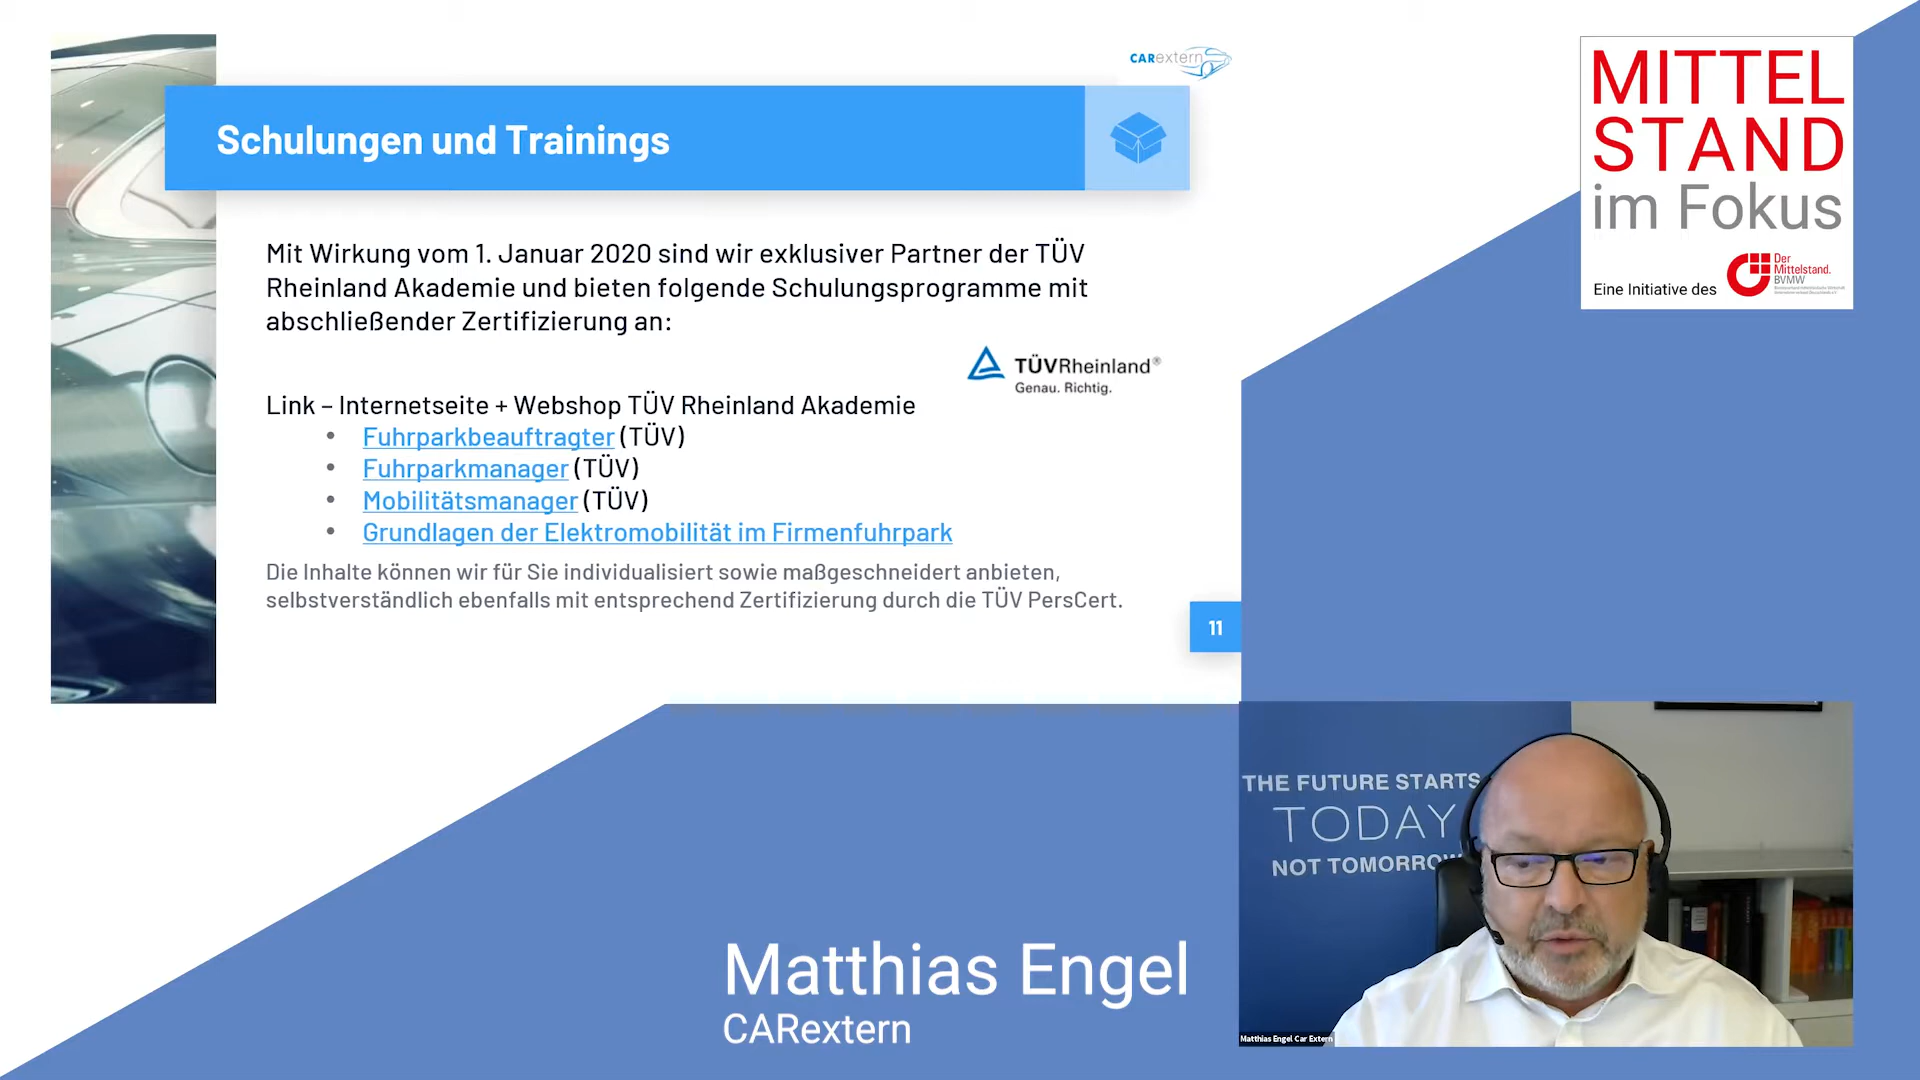 CARextern
Schulungen und Trainings
Mit Wirkung vom 1. Januar 2020 sind wir exklusiver Partner der TÜV
Rheinland Akademie und bieten folgende Schulungsprogramme mit
abschließender Zertifizierung an:
TÜVRheinland®
Genau. Richtig.
Link – Internetseite + Webshop TÜV Rheinland Akademie
• Fuhrparkbeauftragter (TÜV)
• Fuhrparkmanager (TÜV)
• Mobilitätsmanager (TÜV)
• Grundlagen der Elektromobilität im Firmenfuhrpark
Die Inhalte können wir für Sie individualisiert sowie maßgeschneidert anbieten,
selbstverständlich ebenfalls mit entsprechend Zertifizierung durch die TÜV PersCert.
11
MITTEL
STAND
im Fokus
Eine Initiative des
Der
Mittelstand.
BVMW
THE FUTURE STARTS
TODAY
NOT TOMORROW
Matthias Engel Car Extern
Matthias Engel
CARextern